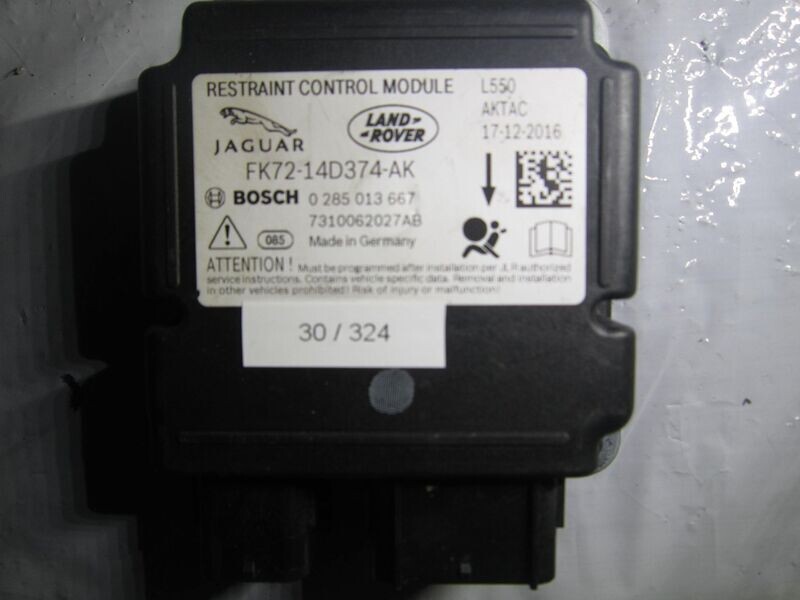 RESTRAINT CONTROL MODULE L550
AKTAC
JAGUAR LAND ROVER 17-12-2016
FK72-14D374-AK
BOSCH 0 285 013 667
7310062027AB
085 Made in Germany
ATTENTION! Must be programmed after installation per JLR authorized
service instructions. Contains vehicle specific data. Removal and installation
in other vehicles prohibited! Risk of injury or malfunction!
30 / 324